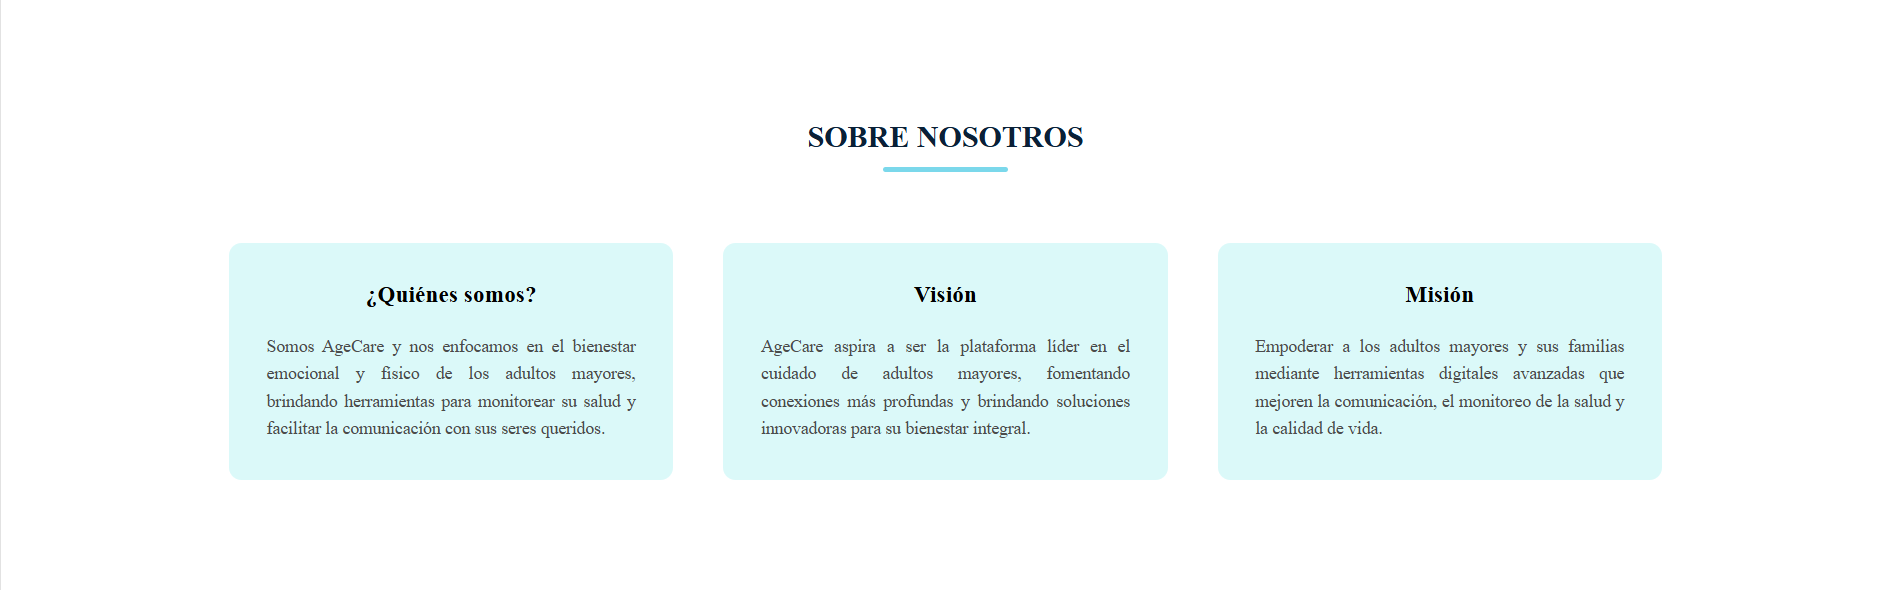 SOBRE NOSOTROS
¿Quiénes somos?
Somos AgeCare y nos enfocamos en el bienestar
emocional y físico de los adultos mayores,
brindando herramientas para monitorear su salud y
facilitar la comunicación con sus seres queridos.
Visión
AgeCare aspira a ser la plataforma líder en el
cuidado de adultos mayores, fomentando
conexiones más profundas y brindando soluciones
innovadoras para su bienestar integral.
Misión
Empoderar a los adultos mayores y sus familias
mediante herramientas digitales avanzadas que
mejoren la comunicación, el monitoreo de la salud y
la calidad de vida.